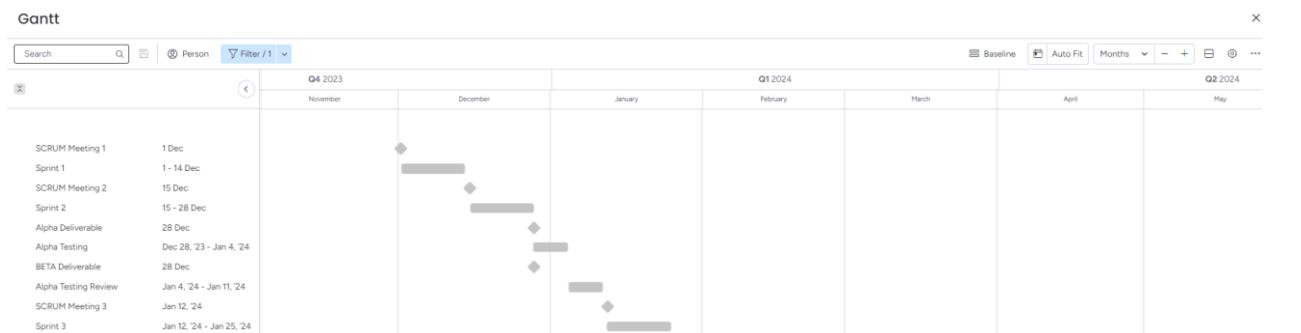 Gantt
Search Person Filter / 1 Baseline Auto Fit Months
Q4 2023 Q1 2024 Q2 2024
November December January February March April May
SCRUM Meeting 1 1 Dec
Sprint 1 1 - 14 Dec
SCRUM Meeting 2 15 Dec
Sprint 2 15 - 28 Dec
Alpha Deliverable 28 Dec
Alpha Testing Dec 28, '23 - Jan 4, '24
BETA Deliverable 28 Dec
Alpha Testing Review Jan 4, '24 - Jan 11, '24
SCRUM Meeting 3 Jan 12, '24
Sprint 3 Jan 12, '24 - Jan 25, '24